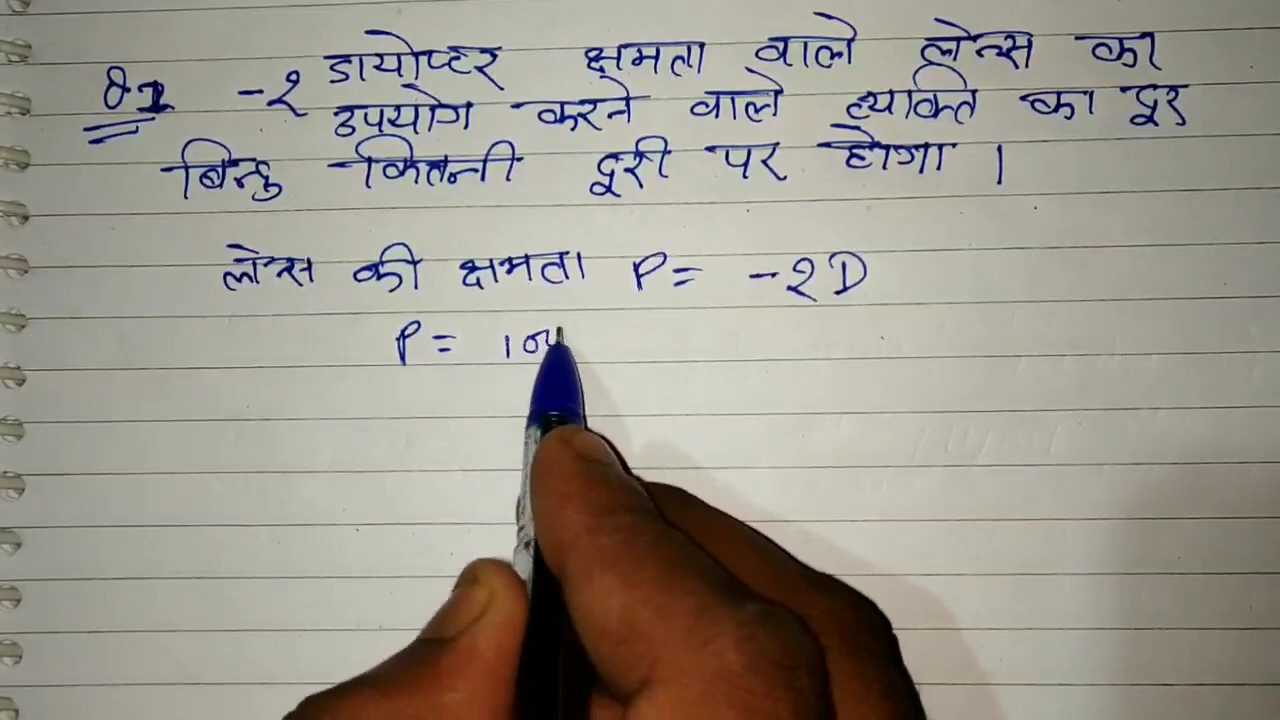 Q1 -2 डायोप्टर क्षमता वाले लेन्स का
उपयोग करने वाले व्यक्ति का दूर
बिन्दु कितनी दूरी पर होगा ।
लेन्स की क्षमता P = -2D
P = 100